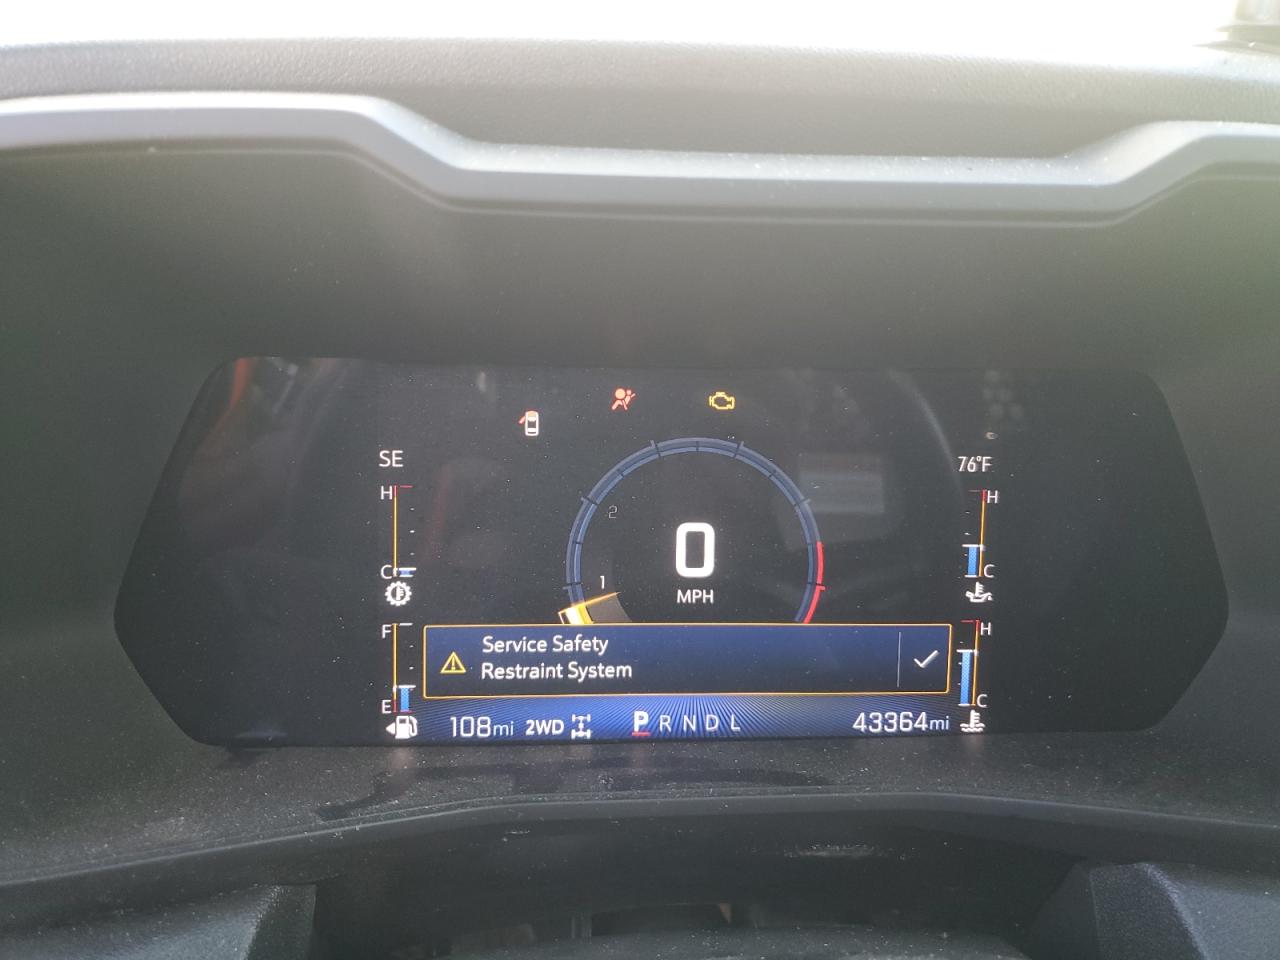 SE
76°F
H
H
2
0
C
C
1
MPH
F
H
Service Safety
Restraint System
E
C
108mi 2WD P R N D L 43364mi